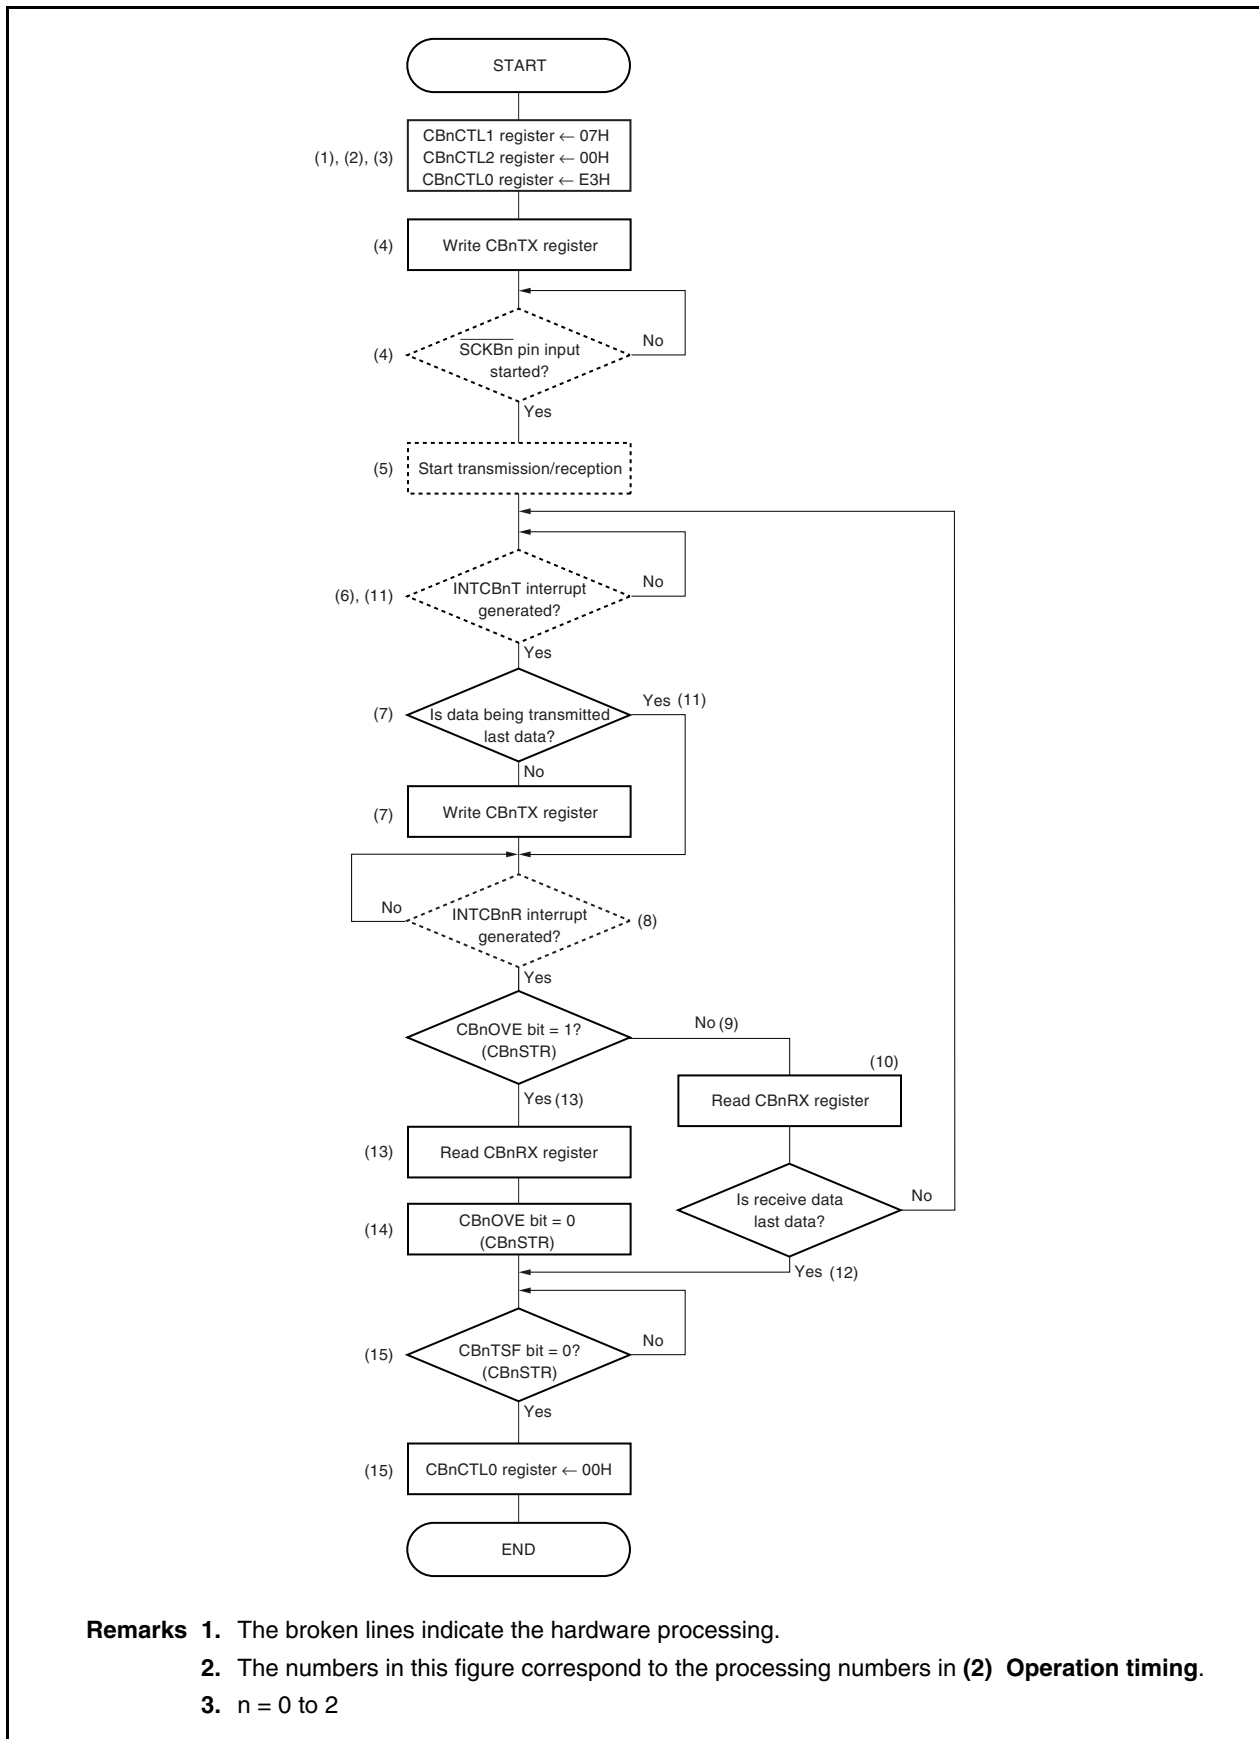 START
(1), (2), (3)
CBnCTL1 register ← 07H
CBnCTL2 register ← 00H
CBnCTL0 register ← E3H
(4)
Write CBnTX register
(4)
SCKBn pin input
started?
No
Yes
(5)
Start transmission/reception
(6), (11)
INTCBnT interrupt
generated?
No
Yes
(7)
Is data being transmitted
last data?
Yes (11)
No
(7)
Write CBnTX register
No
INTCBnR interrupt
generated?
(8)
Yes
CBnOVE bit = 1?
(CBnSTR)
No (9)
Yes (13)
(10)
Read CBnRX register
(13)
Read CBnRX register
Is receive data
last data?
No
Yes (12)
(14)
CBnOVE bit = 0
(CBnSTR)
(15)
CBnTSF bit = 0?
(CBnSTR)
No
Yes
(15)
CBnCTL0 register ← 00H
END
Remarks 1. The broken lines indicate the hardware processing.
2. The numbers in this figure correspond to the processing numbers in (2) Operation timing.
3. n = 0 to 2